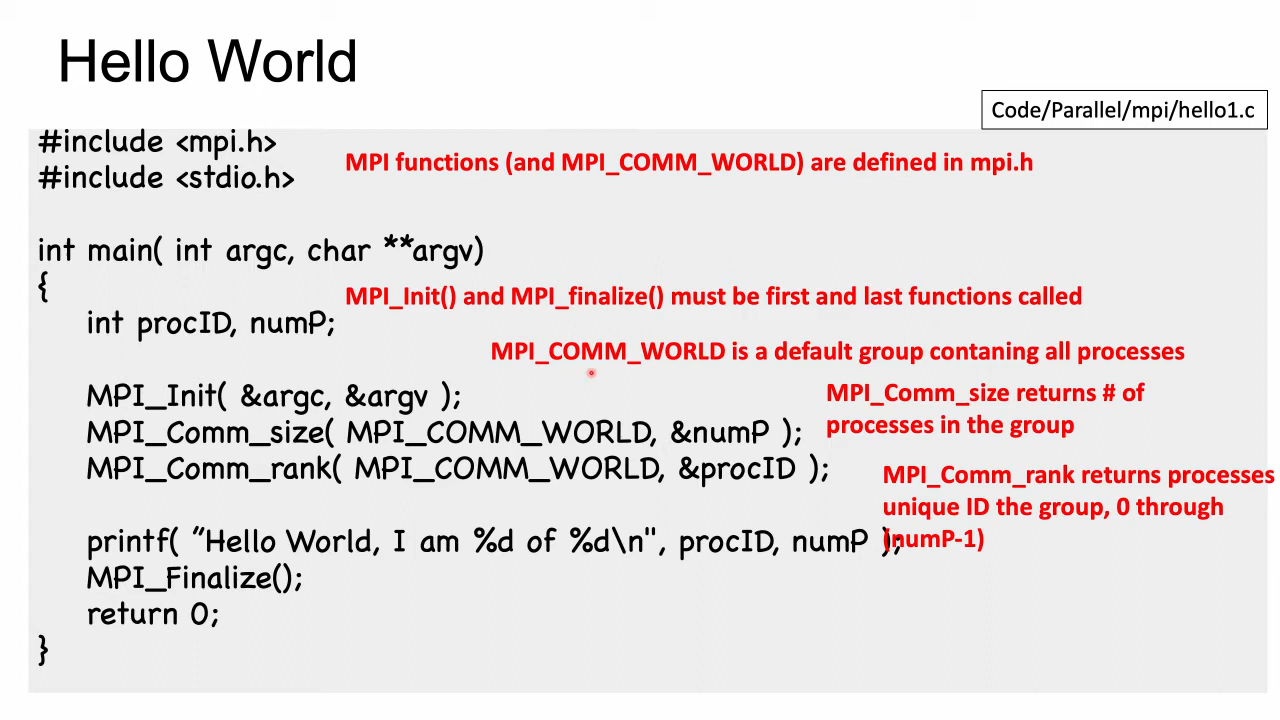 Hello World
Code/Parallel/mpi/hello1.c
#include <mpi.h>
MPI functions (and MPI_COMM_WORLD) are defined in mpi.h
#include <stdio.h>
int main( int argc, char **argv)
{
MPI_Init() and MPI_finalize() must be first and last functions called
int procID, numP;
MPI_COMM_WORLD is a default group contaning all processes
MPI_Init( &argc, &argv );
MPI_Comm_size returns # of
processes in the group
MPI_Comm_size( MPI_COMM_WORLD, &numP );
MPI_Comm_rank( MPI_COMM_WORLD, &procID );
MPI_Comm_rank returns processes
unique ID the group, 0 through
(numP-1)
printf( ”Hello World, I am %d of %d\n", procID, numP );
MPI_Finalize();
return 0;
}